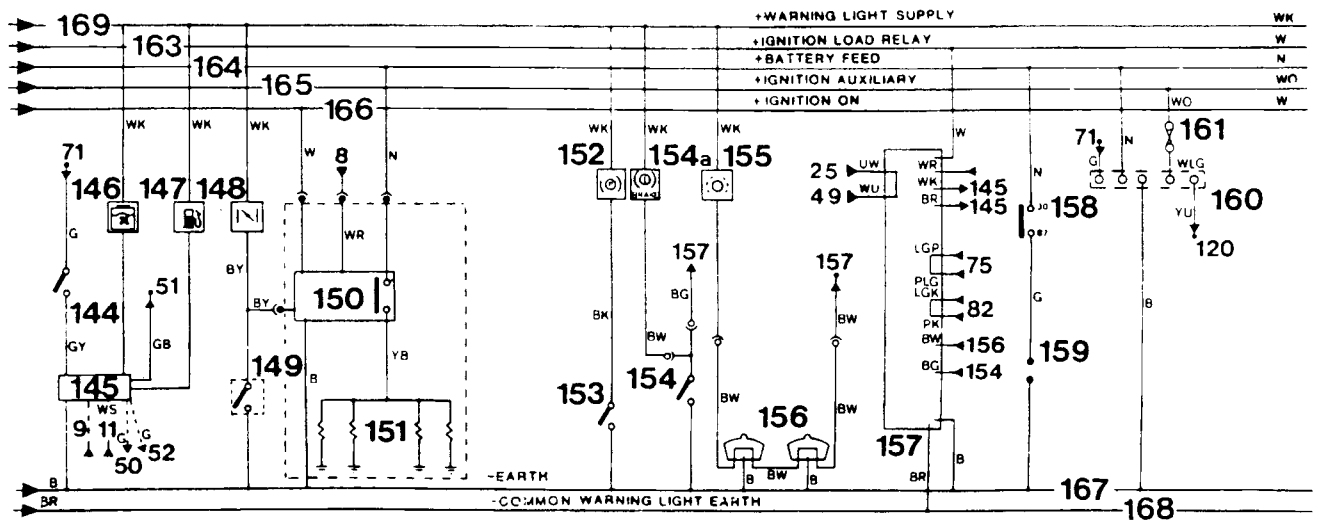 169 +WARNING LIGHT SUPPLY WK
163 +IGNITION LOAD RELAY W
164 +BATTERY FEED N
165 +IGNITION AUXILIARY WO
166 +IGNITION ON W
WK WK WK W 8 N WK WK WK W N 71 N WO 161
71 146 147 148 152 154a 155 25 UW WR
49 WU WK 145
BR 145
G WLG
30 158 160
87 YU 120
G BY WR 157 157 LGP 75
PLG
144 51 BY 150 BG BW LGK 82
PK
GY GB 149 YB BK BW 154 BW 156 G 159 B
BG 154
145 B 153 BW BW
WS 151 156 157
9 11 G G 50 52 BW B B BR B
B -EARTH 167
BR -COMMON WARNING LIGHT EARTH 168